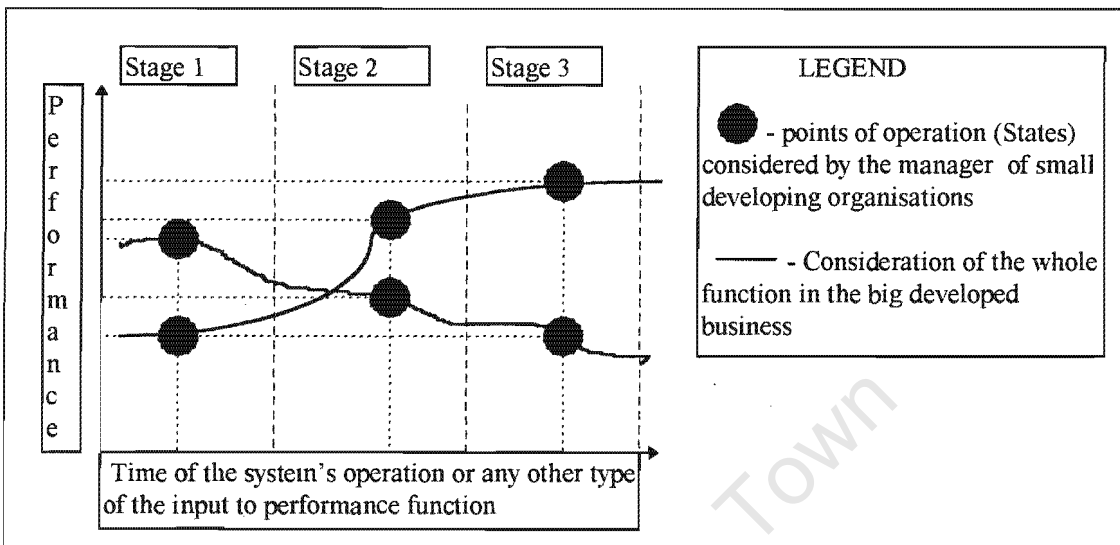 Stage 1
Stage 2
Stage 3
Performance
Time of the system's operation or any other type
of the input to performance function
LEGEND
- points of operation (States)
considered by the manager of small
developing organisations
- Consideration of the whole
function in the big developed
business
Town